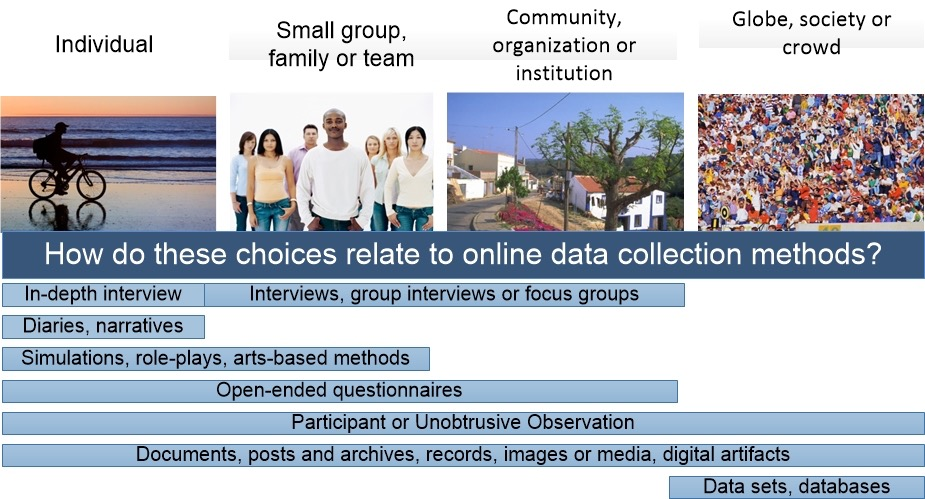 Individual
Small group,
family or team
Community,
organization or
institution
Globe, society or
crowd
How do these choices relate to online data collection methods?
In-depth interview
Interviews, group interviews or focus groups
Diaries, narratives
Simulations, role-plays, arts-based methods
Open-ended questionnaires
Participant or Unobtrusive Observation
Documents, posts and archives, records, images or media, digital artifacts
Data sets, databases